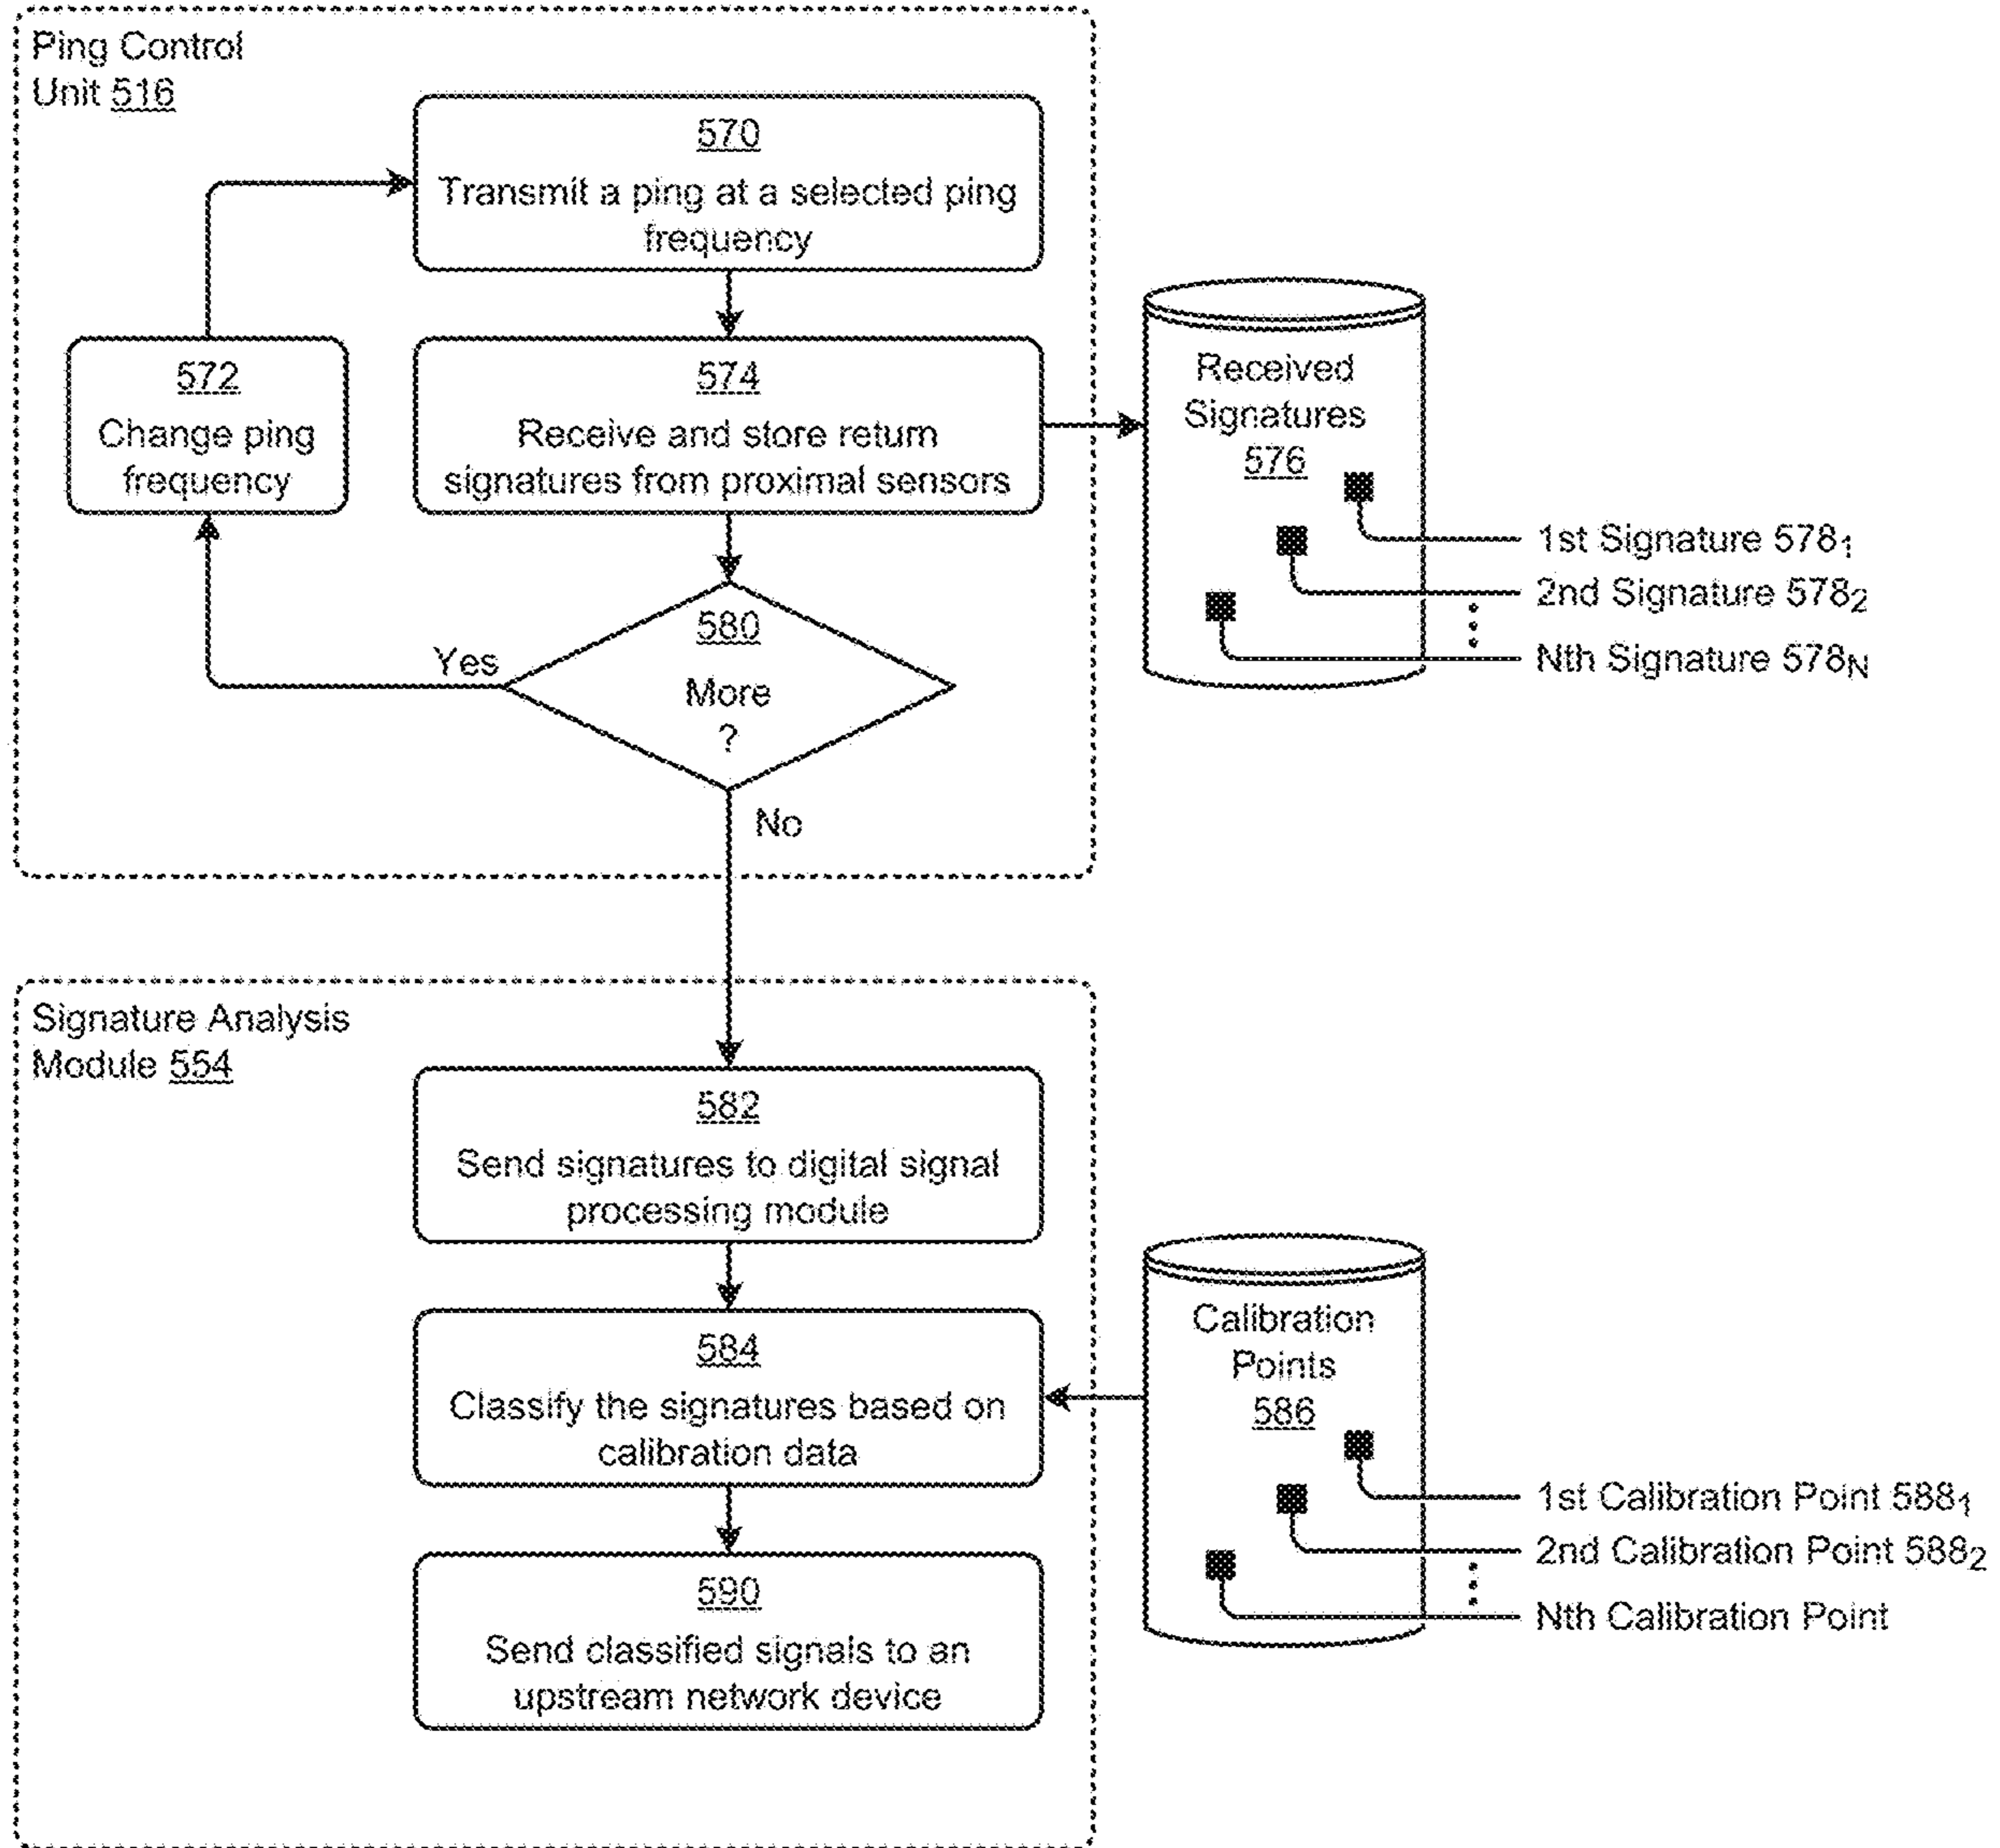 Ping Control
Unit 516
570
Transmit a ping at a selected ping
frequency
572
Change ping
frequency
574
Receive and store return
signatures from proximal sensors
Received
Signatures
576
1st Signature 578₁
2nd Signature 578₂
Nth Signature 578N
580
More
?
Yes
No
Signature Analysis
Module 554
582
Send signatures to digital signal
processing module
584
Classify the signatures based on
calibration data
Calibration
Points
586
1st Calibration Point 588₁
2nd Calibration Point 588₂
Nth Calibration Point
590
Send classified signals to an
upstream network device